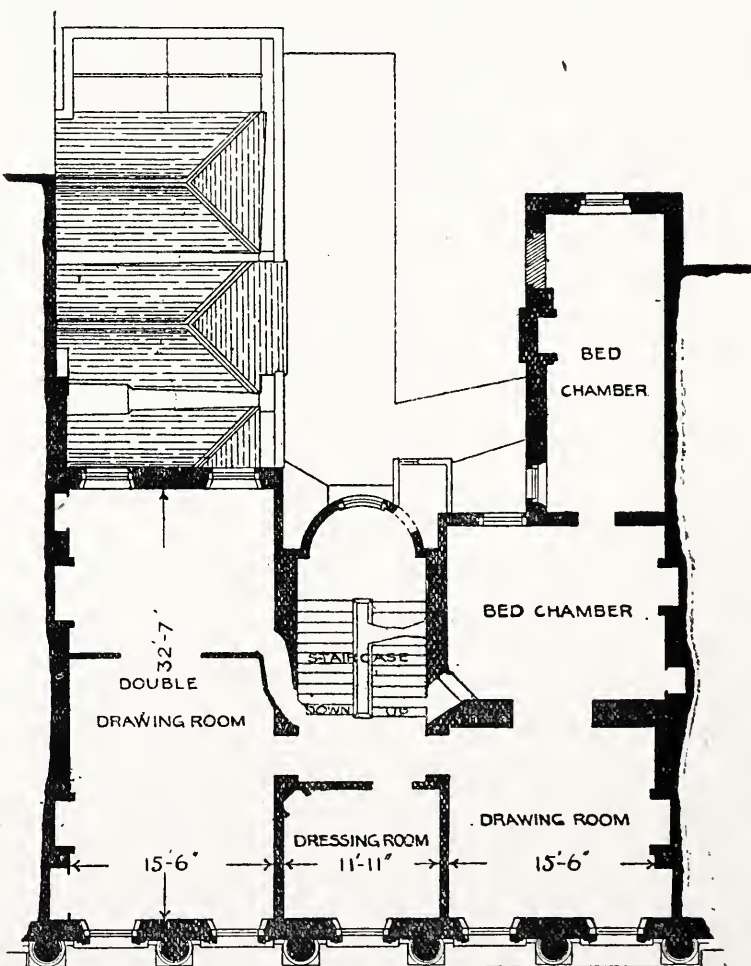 BED
CHAMBER
BED CHAMBER
32'-7"
STAIRCASE
DOUBLE
DRAWING ROOM
DOWN UP
DRESSING ROOM
DRAWING ROOM
15'-6"
11'-11"
15'-6"